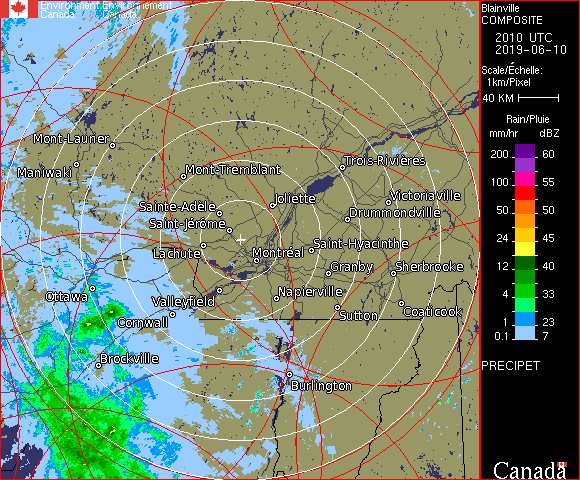 Environment Environnement
Canada Canada
Blainville
COMPOSITE
2010 UTC
2019-06-10
Scale/Échelle:
1km/Pixel
40 KM
Rain/Pluie
mm/hr dBZ
200 60
100 55
50 50
24 45
12 40
4 33
1 23
0.1 7
PRECIPET
Mont-Laurier
Maniwaki
Mont-Tremblant
Trois-Rivières
Joliette
Victoriaville
Sainte-Adèle
Drummondville
Saint-Jérôme
Saint-Hyacinthe
Lachute
Montréal
Granby
Sherbrooke
Ottawa
Valleyfield
Napierville
Cornwall
Sutton
Coaticook
Brockville
Burlington
Canada